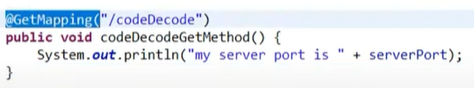 @GetMapping("/codeDecode")
public void codeDecodeGetMethod() {
    System.out.println("my server port is " + serverPort);
}